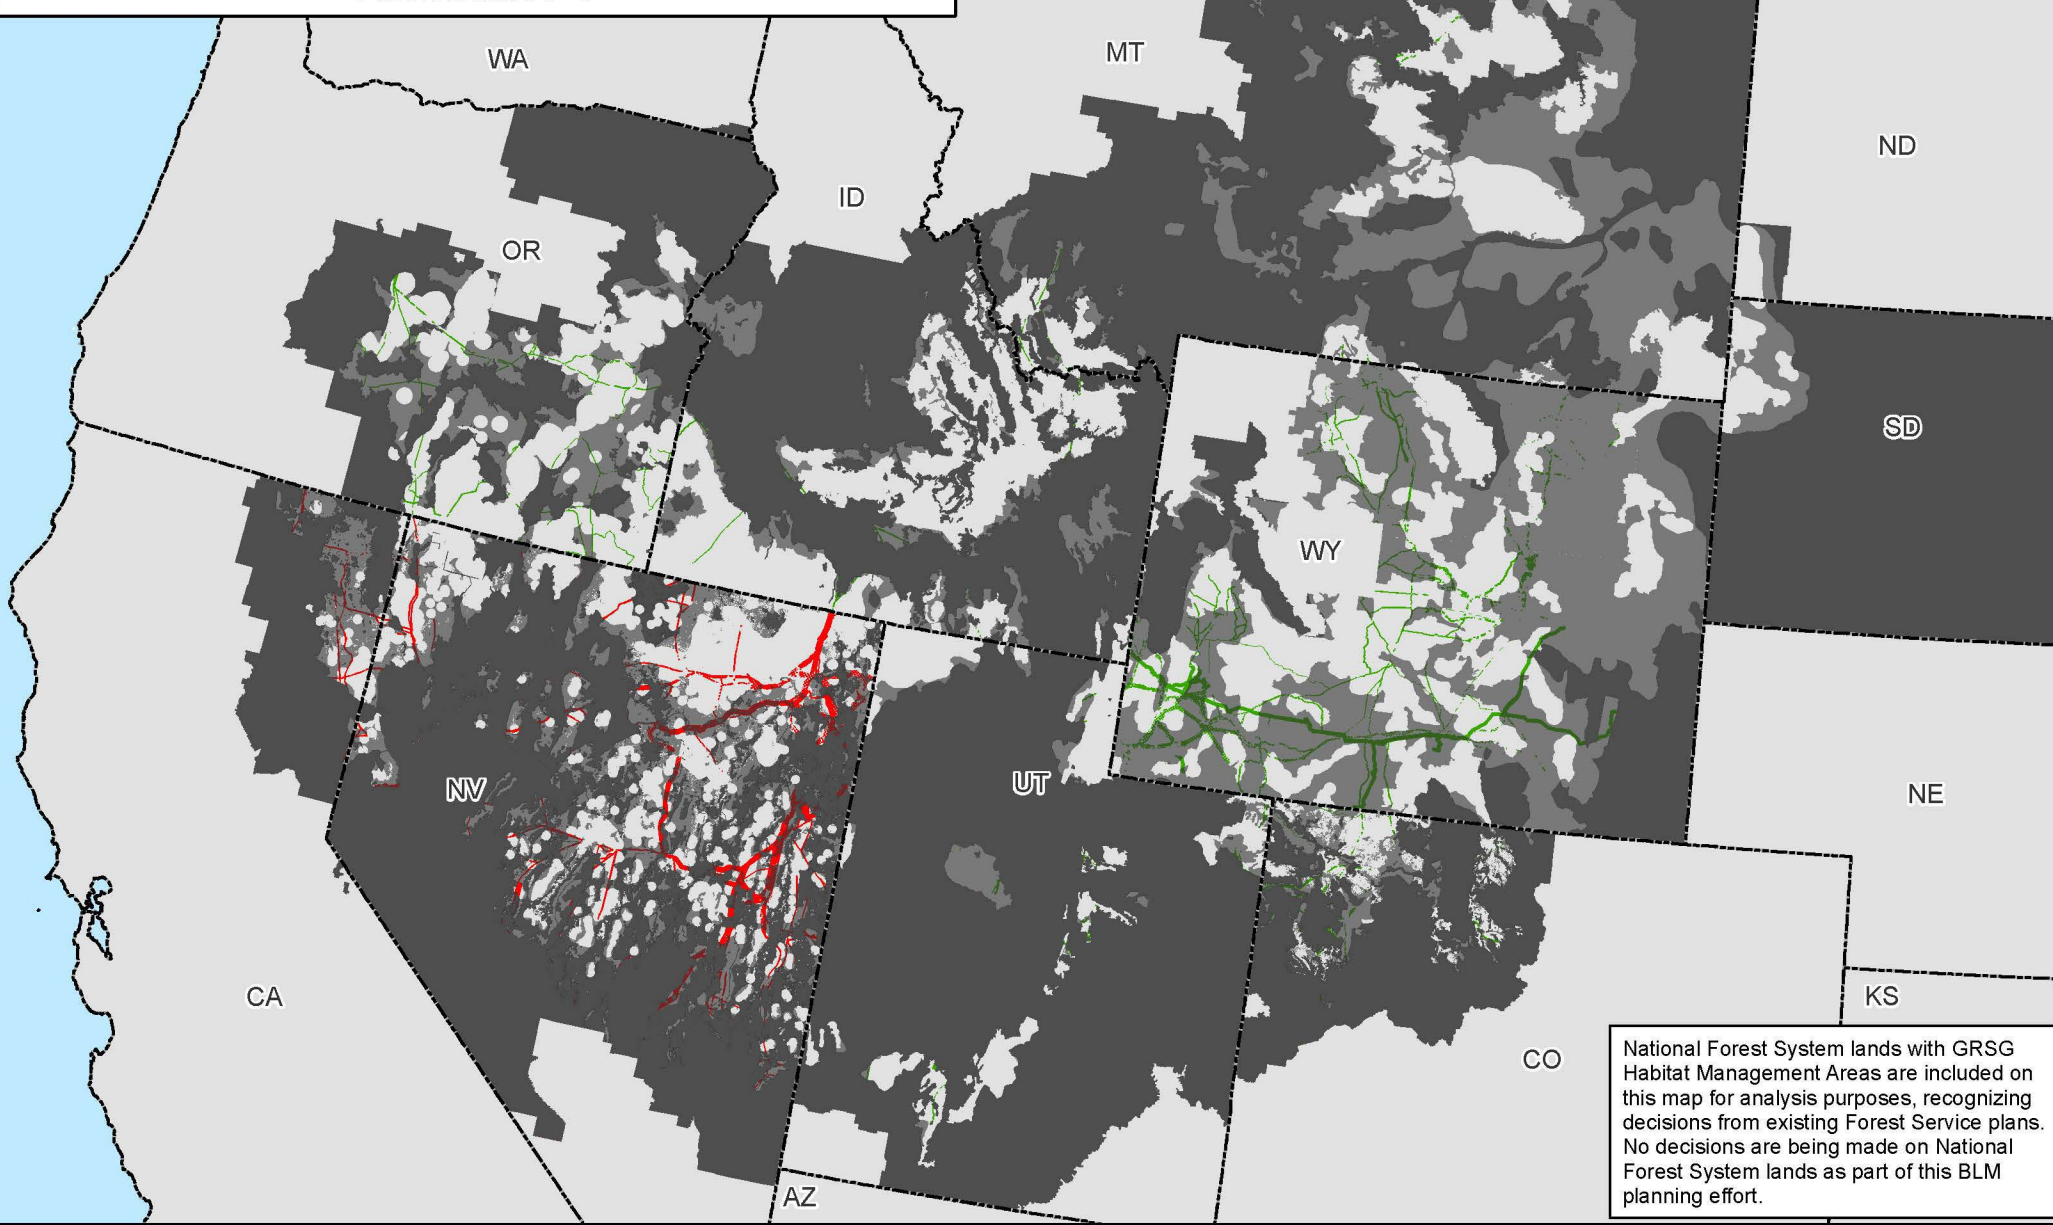 WA
MT
ND
ID
OR
SD
WY
NV
UT
NE
CA
KS
CO
AZ
National Forest System lands with GRSG
Habitat Management Areas are included on
this map for analysis purposes, recognizing
decisions from existing Forest Service plans.
No decisions are being made on National
Forest System lands as part of this BLM
planning effort.